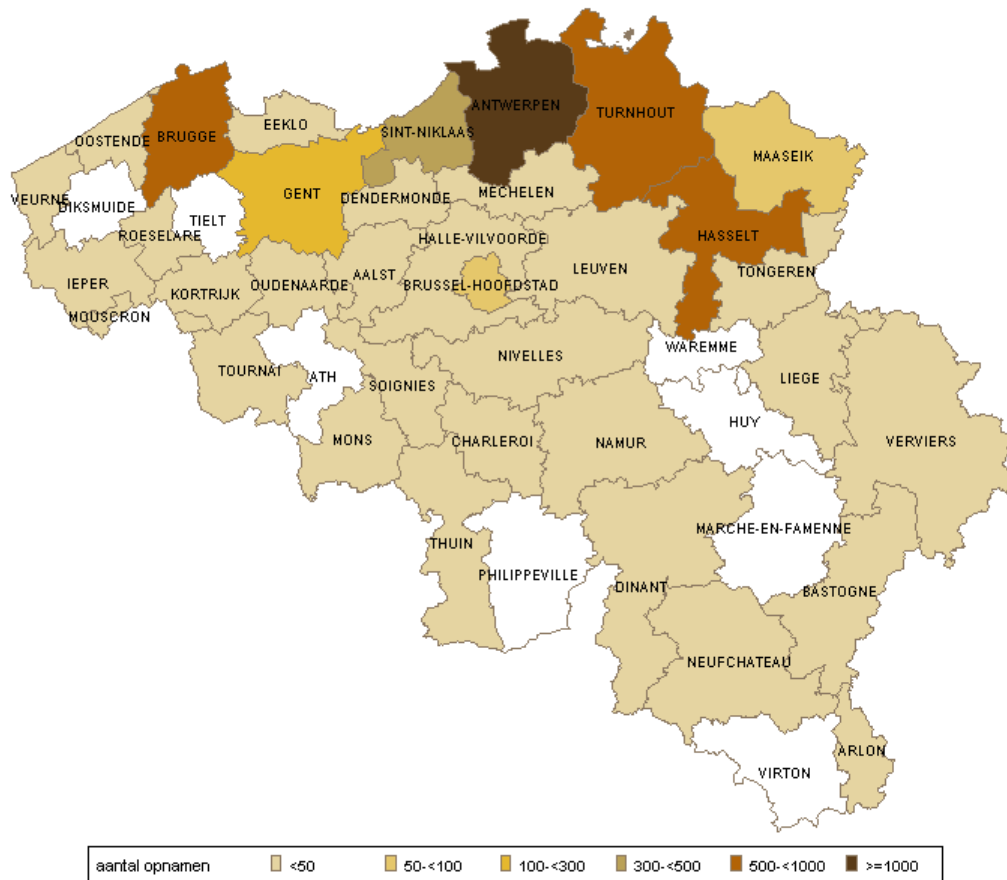 ANTWERPEN
TURNHOUT
EEKLO
SINT-NIKLAAS
BRUGGE
OOSTENDE
MAASEIK
GENT
MECHELEN
DENDERMONDE
VEURNE
DIKSMUIDE
TIELT
ROESELARE
HALLE-VILVOORDE
HASSELT
LEUVEN
TONGEREN
AALST
IEPER
OUDENAARDE
BRUSSEL-HOOFDSTAD
KORTRIJK
MOUSCRON
WAREMME
NIVELLES
TOURNAI
ATH
LIEGE
SOIGNIES
HUY
MONS
CHARLEROI
NAMUR
VERVIERS
MARCHE-EN-FAMENNE
THUIN
PHILIPPEVILLE
DINANT
BASTOGNE
NEUFCHATEAU
ARLON
VIRTON
aantal opnamen <50 50-<100 100-<300 300-<500 500-<1000 >=1000